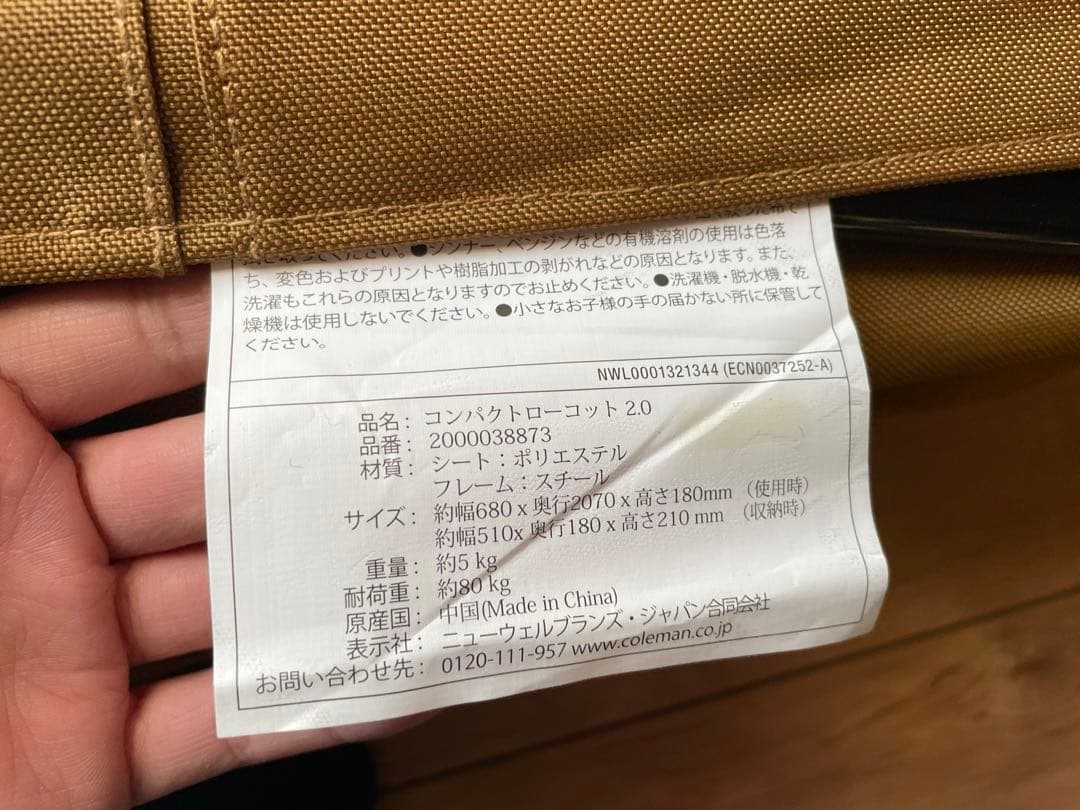 ください。●シンナー、ベンジンなどの有機溶剤の使用は色落
ち、変色およびプリントや樹脂加工の剥がれなどの原因となります。また、
洗濯もこれらの原因となりますのでお止めください。●洗濯機・脱水機・乾
燥機は使用しないでください。●小さなお子様の手の届かない所に保管して
ください。
NWL0001321344 (ECN0037252-A)
品名: コンパクトローコット 2.0
品番: 2000038873
材質: シート：ポリエステル
フレーム：スチール
サイズ: 約幅680 x 奥行2070 x 高さ180mm （使用時）
約幅510x 奥行180 x 高さ210 mm （収納時）
重量: 約5 kg
耐荷重: 約80 kg
原産国: 中国(Made in China)
表示社: ニューウェルブランズ・ジャパン合同会社
お問い合わせ先: 0120-111-957 www.coleman.co.jp